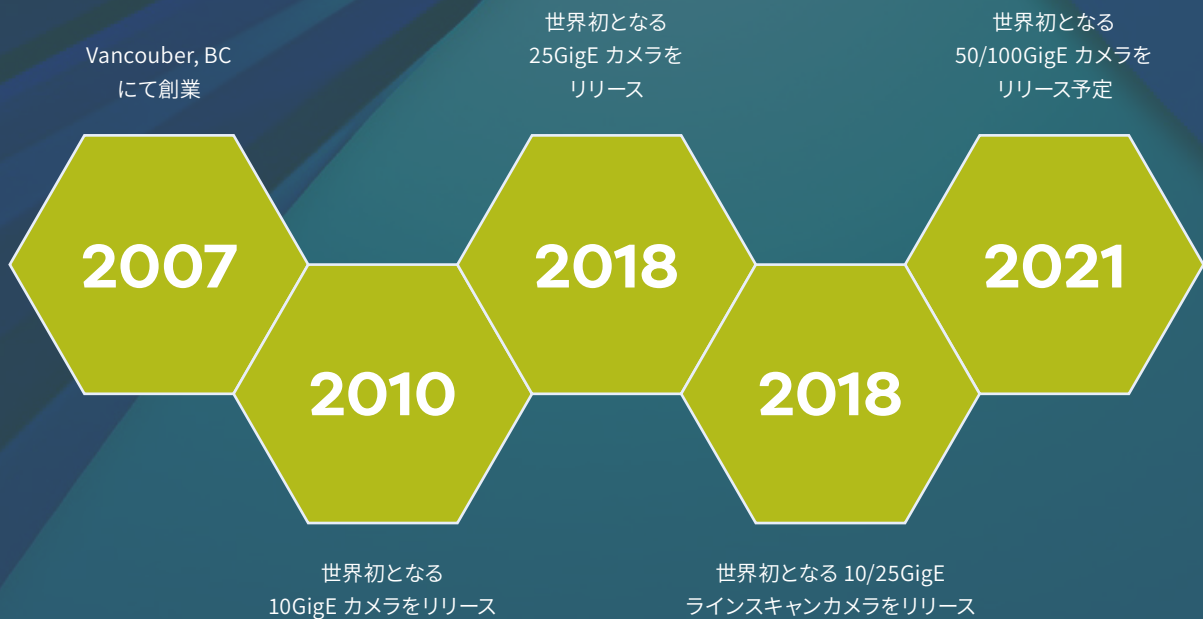 Vancouber, BC
にて創業
2007
2010
世界初となる
10GigE カメラをリリース
世界初となる
25GigE カメラを
リリース
2018
2018
世界初となる 10/25GigE
ラインスキャンカメラをリリース
世界初となる
50/100GigE カメラを
リリース予定
2021